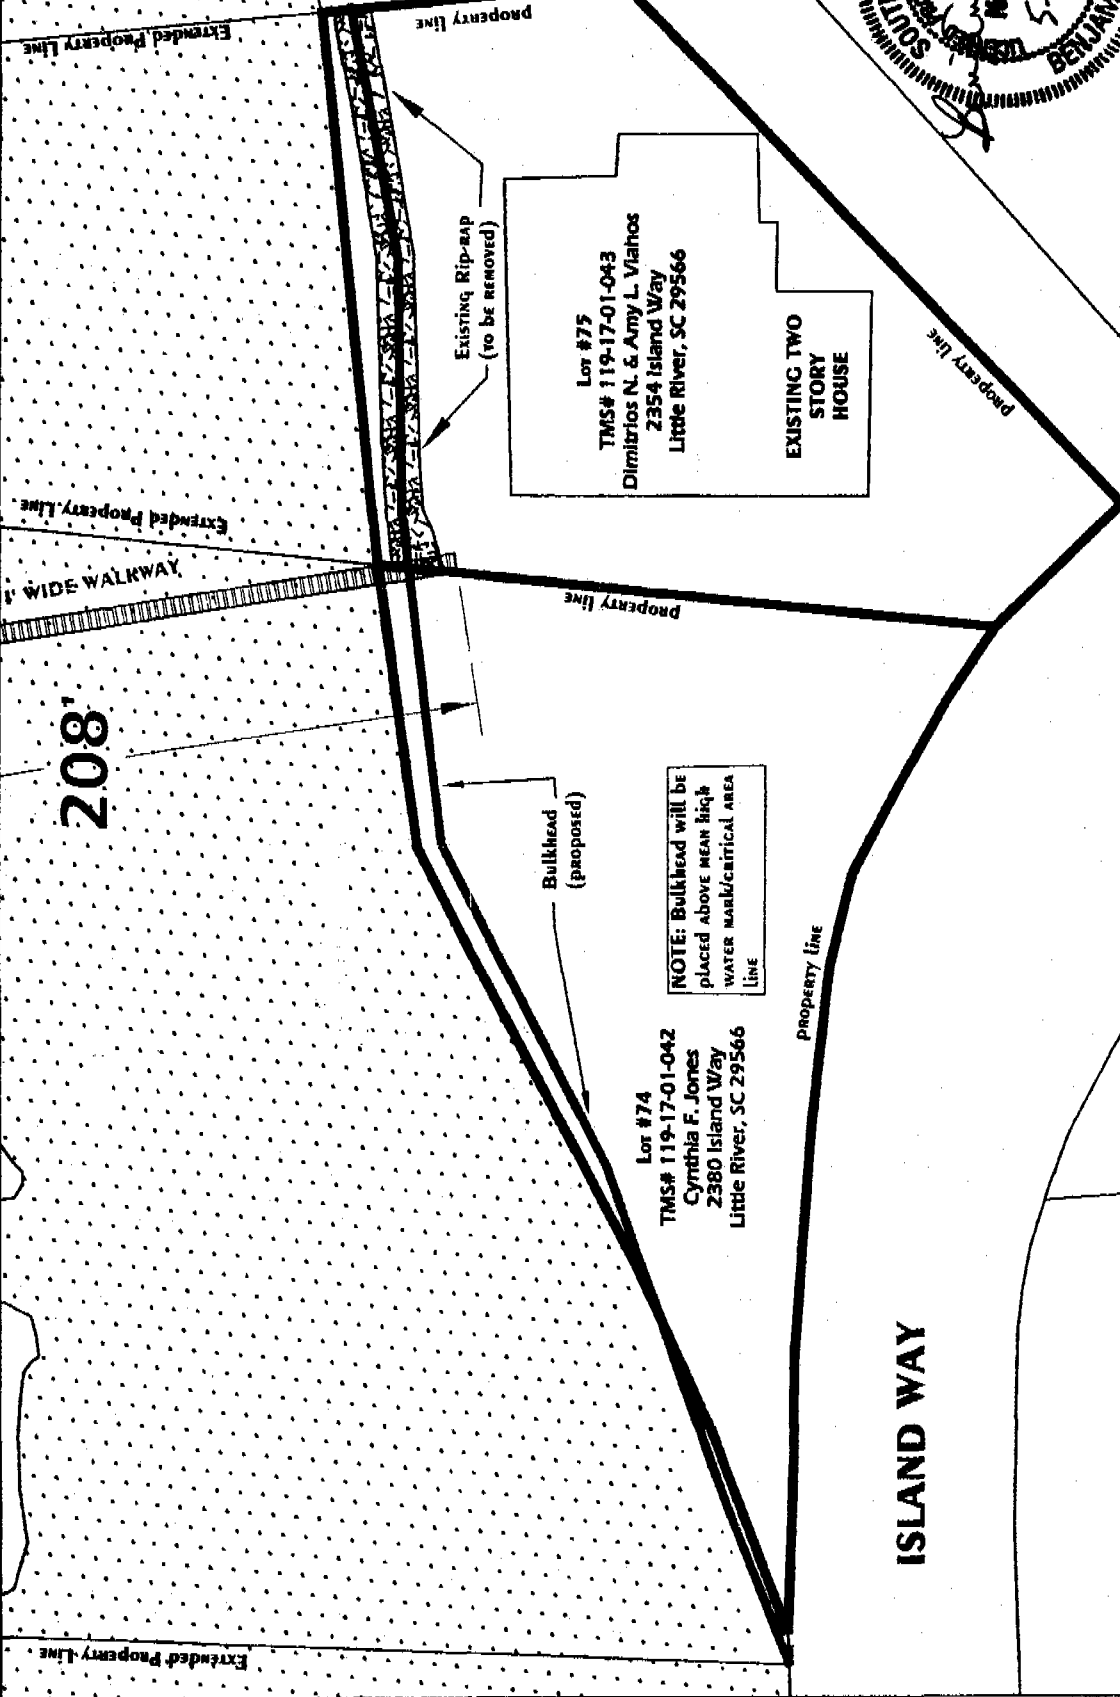 Extended Property Line
property line
Extended Property Line
WIDE WALKWAY
208'
Existing Rip-rap
(to be removed)
Lot #75
TMS# 119-17-01-043
Dimitrios N. & Amy L. Vlahos
2354 Island Way
Little River, SC 29566
EXISTING TWO
STORY
HOUSE
property line
property line
Bulkhead
(proposed)
NOTE: Bulkhead will be
placed above mean high
water mark/critical area
line
Lot #74
TMS# 119-17-01-042
Cynthia F. Jones
2380 Island Way
Little River, SC 29566
property line
ISLAND WAY
Extended Property Line
SOUT
BENJAM